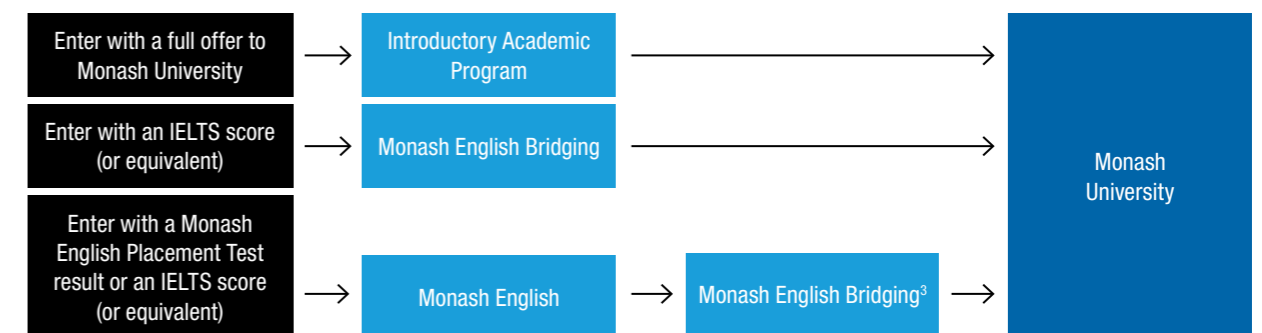 Enter with a full offer to
Monash University
Introductory Academic
Program
Enter with an IELTS score
(or equivalent)
Monash English Bridging
Monash
University
Enter with a Monash
English Placement Test
result or an IELTS score
(or equivalent)
Monash English
Monash English Bridging³